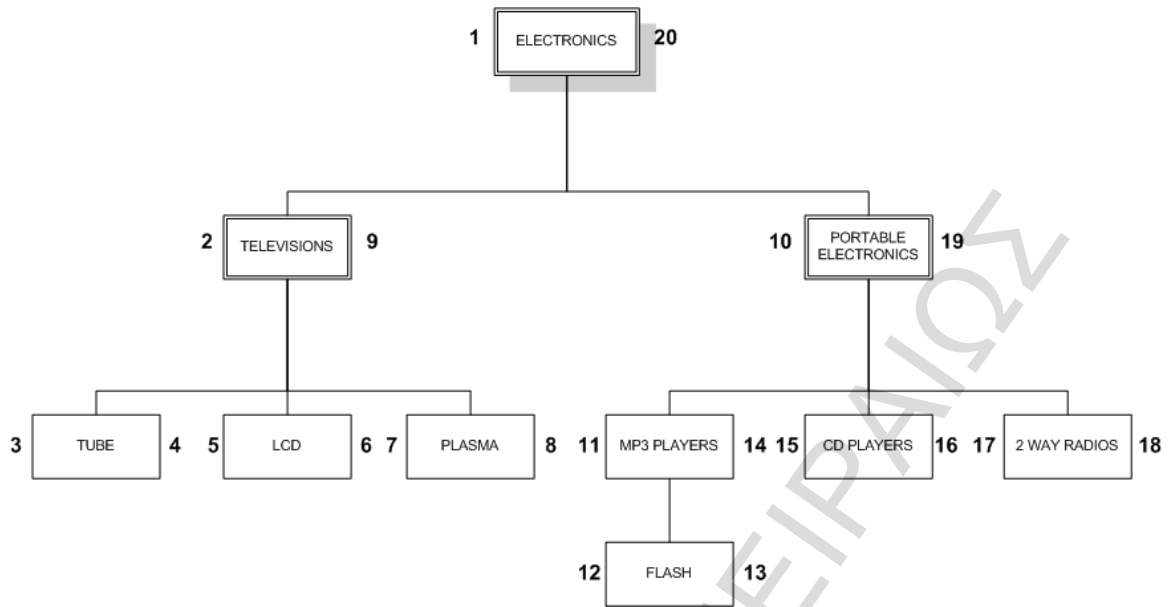 1 ELECTRONICS 20
2 TELEVISIONS 9
10 PORTABLE ELECTRONICS 19
3 TUBE 4
5 LCD 6
7 PLASMA 8
11 MP3 PLAYERS 14
15 CD PLAYERS 16
17 2 WAY RADIOS 18
12 FLASH 13
ΕΙΡΑΙΩΣ